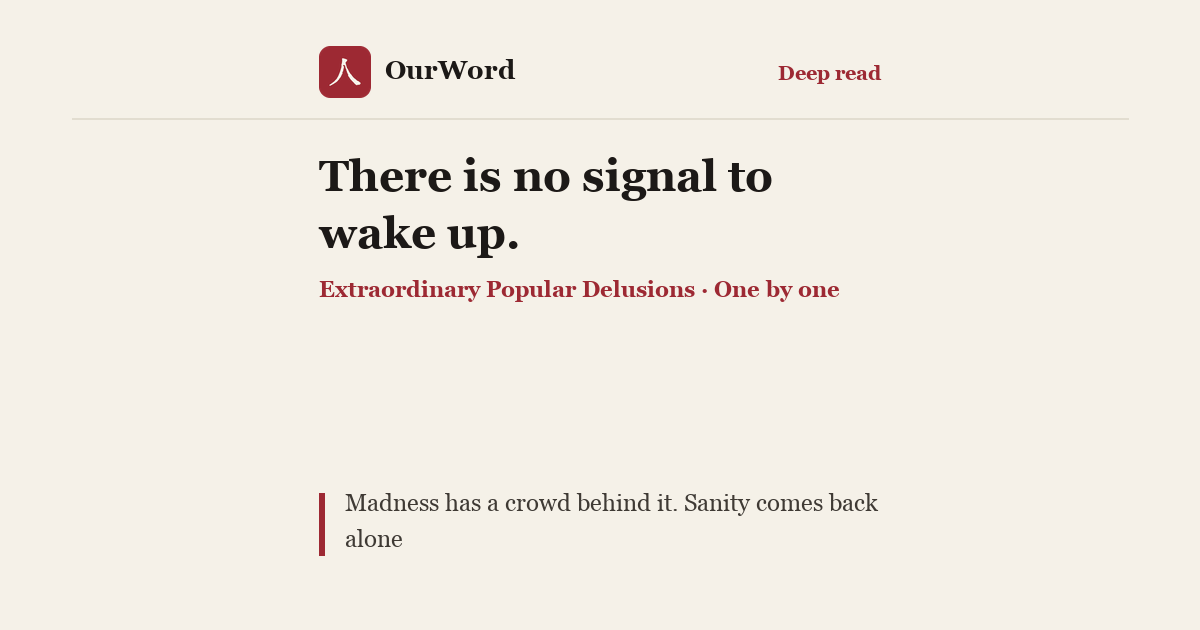 人 OurWord
Deep read
There is no signal to
wake up.
Extraordinary Popular Delusions · One by one
Madness has a crowd behind it. Sanity comes back
alone